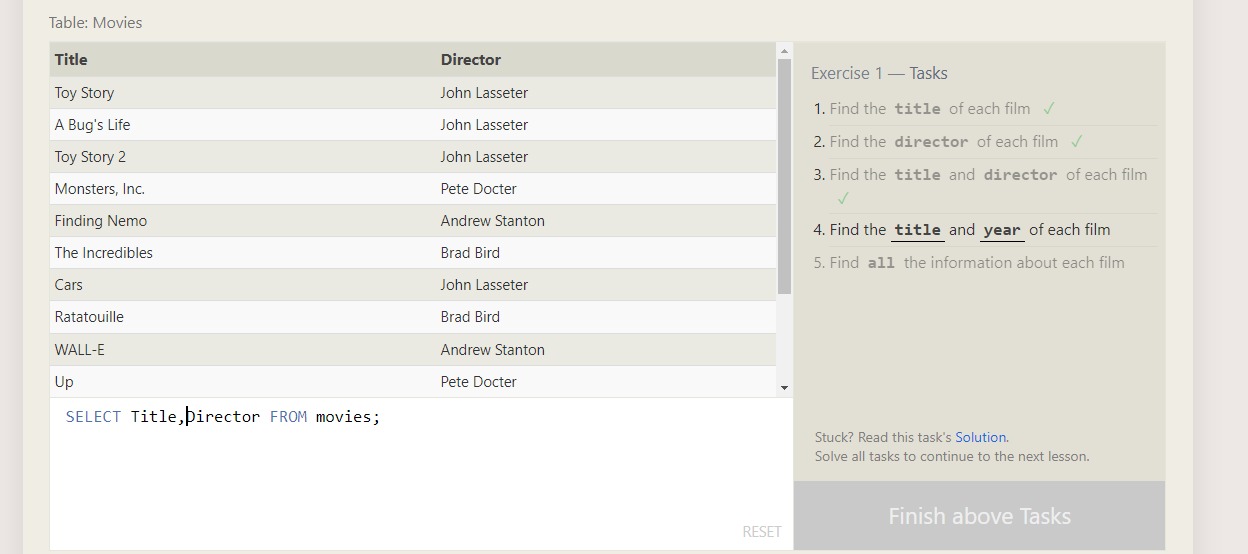 Table: Movies
Title Director
Toy Story John Lasseter
A Bug's Life John Lasseter
Toy Story 2 John Lasseter
Monsters, Inc. Pete Docter
Finding Nemo Andrew Stanton
The Incredibles Brad Bird
Cars John Lasseter
Ratatouille Brad Bird
WALL-E Andrew Stanton
Up Pete Docter
SELECT Title,Director FROM movies;
RESET
Exercise 1 — Tasks
1. Find the title of each film ✓
2. Find the director of each film ✓
3. Find the title and director of each film
✓
4. Find the title and year of each film
5. Find all the information about each film
Stuck? Read this task's Solution.
Solve all tasks to continue to the next lesson.
Finish above Tasks